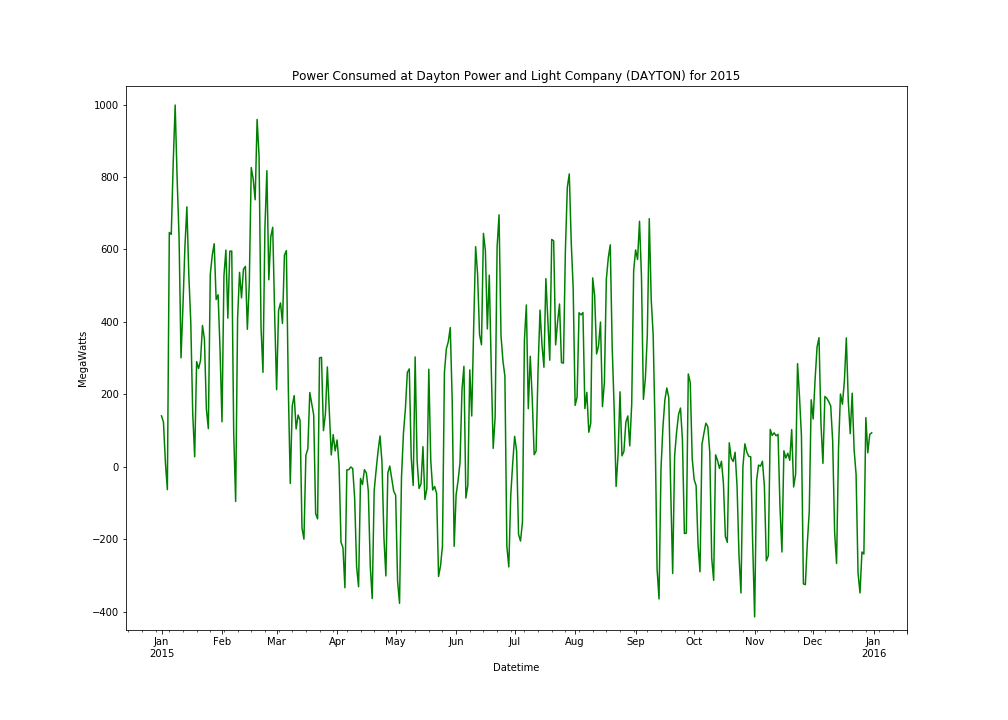 Power Consumed at Dayton Power and Light Company (DAYTON) for 2015
1000
800
600
400
200
0
−200
−400
MegaWatts
Jan Feb Mar Apr May Jun Jul Aug Sep Oct Nov Dec Jan
2015 2016
Datetime